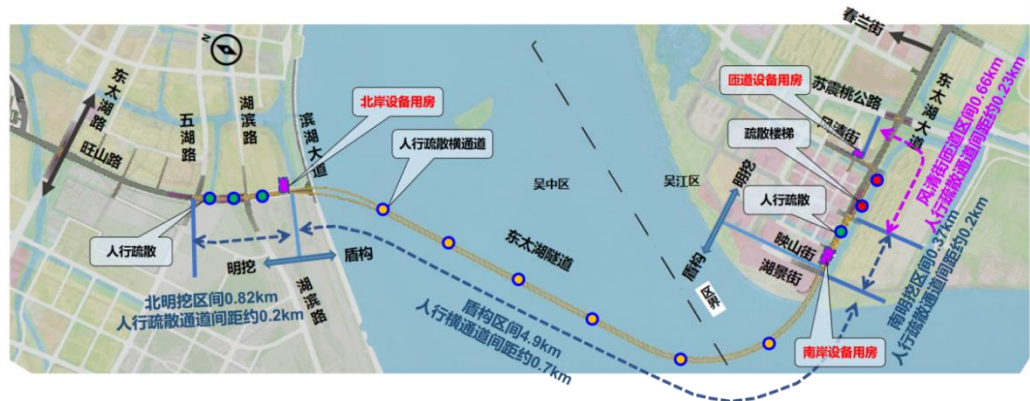 东太湖路
旺山路
五湖路
湖滨路
N
北岸设备用房
滨湖大道
人行疏散横通道
人行疏散
明挖
盾构
湖滨路
北明挖区间0.82km
人行疏散通道间距约0.2km
东太湖隧道
盾构区间4.9km
人行横通道间距约0.7km
吴中区
吴江区
界区
明挖
盾构
春兰街
苏震桃公路
东太湖大道
匝道设备用房
风清街
疏散楼梯
人行疏散
映山街
湖景街
南岸设备用房
风清街匝道区间0.66km
人行疏散通道间距约0.23km
南明挖区间0.37km
人行疏散通道间距约0.2km